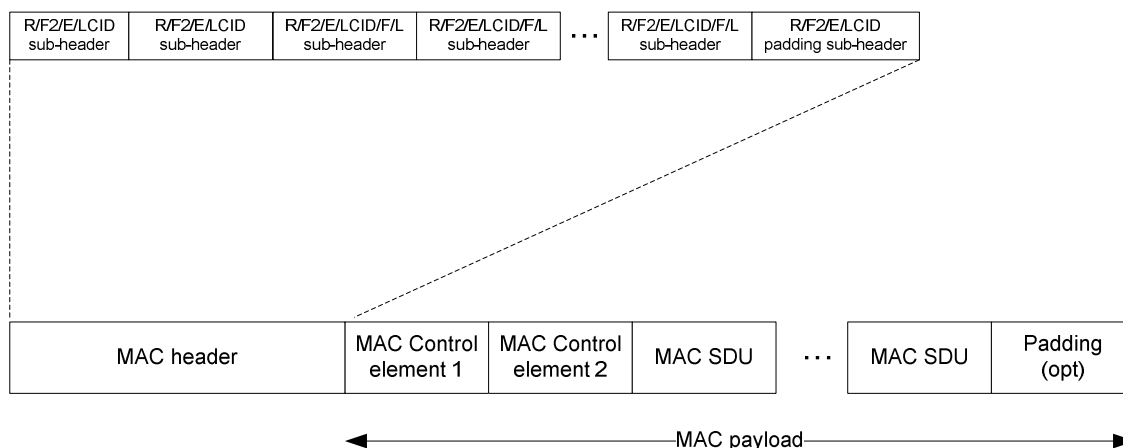 R/F2/E/LCID
sub-header
R/F2/E/LCID
sub-header
R/F2/E/LCID/F/L
sub-header
R/F2/E/LCID/F/L
sub-header
...
R/F2/E/LCID/F/L
sub-header
R/F2/E/LCID
padding sub-header
MAC header
MAC Control
element 1
MAC Control
element 2
MAC SDU
...
MAC SDU
Padding
(opt)
MAC payload